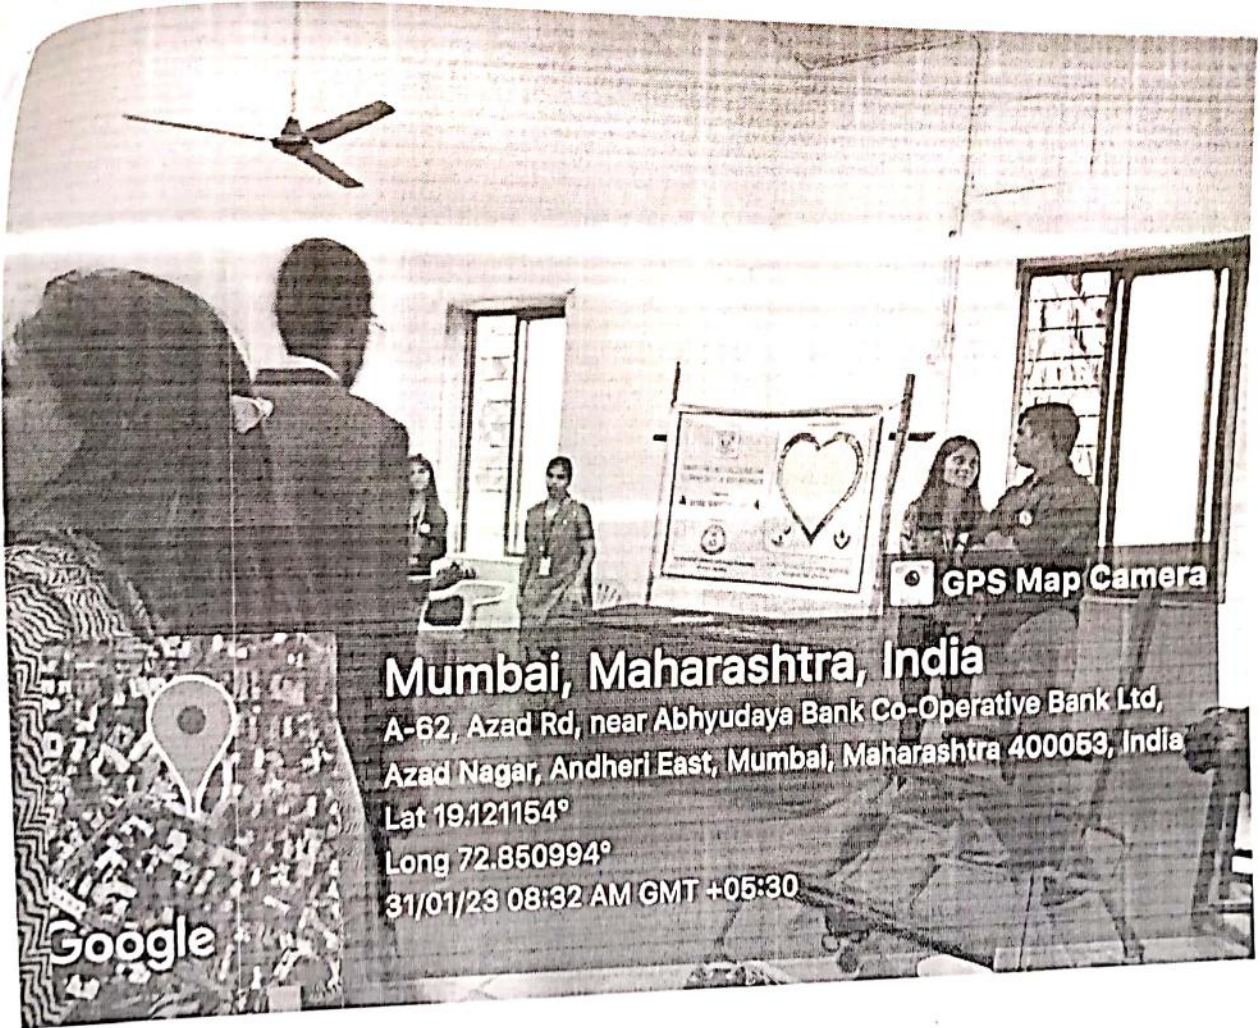 GPS Map Camera
Mumbai, Maharashtra, India
A-62, Azad Rd, near Abhyudaya Bank Co-Operative Bank Ltd,
Azad Nagar, Andheri East, Mumbai, Maharashtra 400053, India
Lat 19.121154°
Long 72.850994°
31/01/23 08:32 AM GMT +05:30
Google